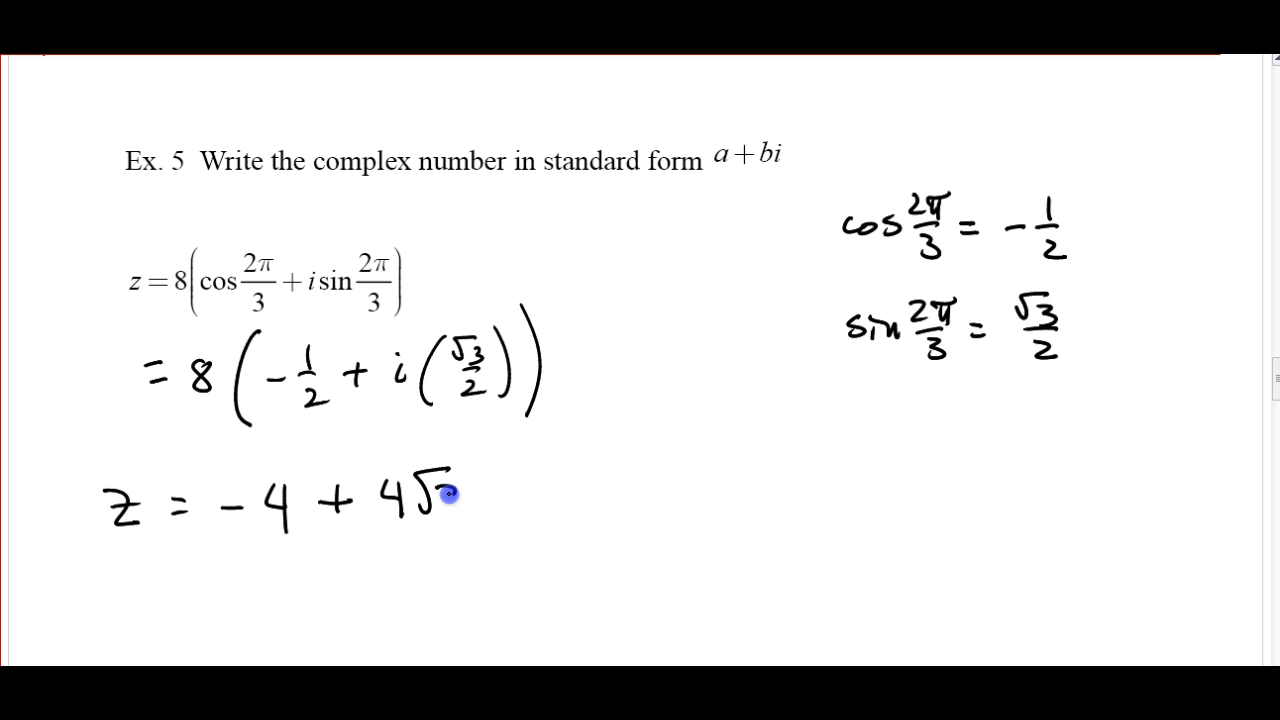 Ex. 5 Write the complex number in standard form a+bi
cos 2π/3 = -1/2
z=8(cos 2π/3 + i sin 2π/3)
sin 2π/3 = √3/2
= 8 (-1/2 + i (√3/2))
z = -4 + 4√